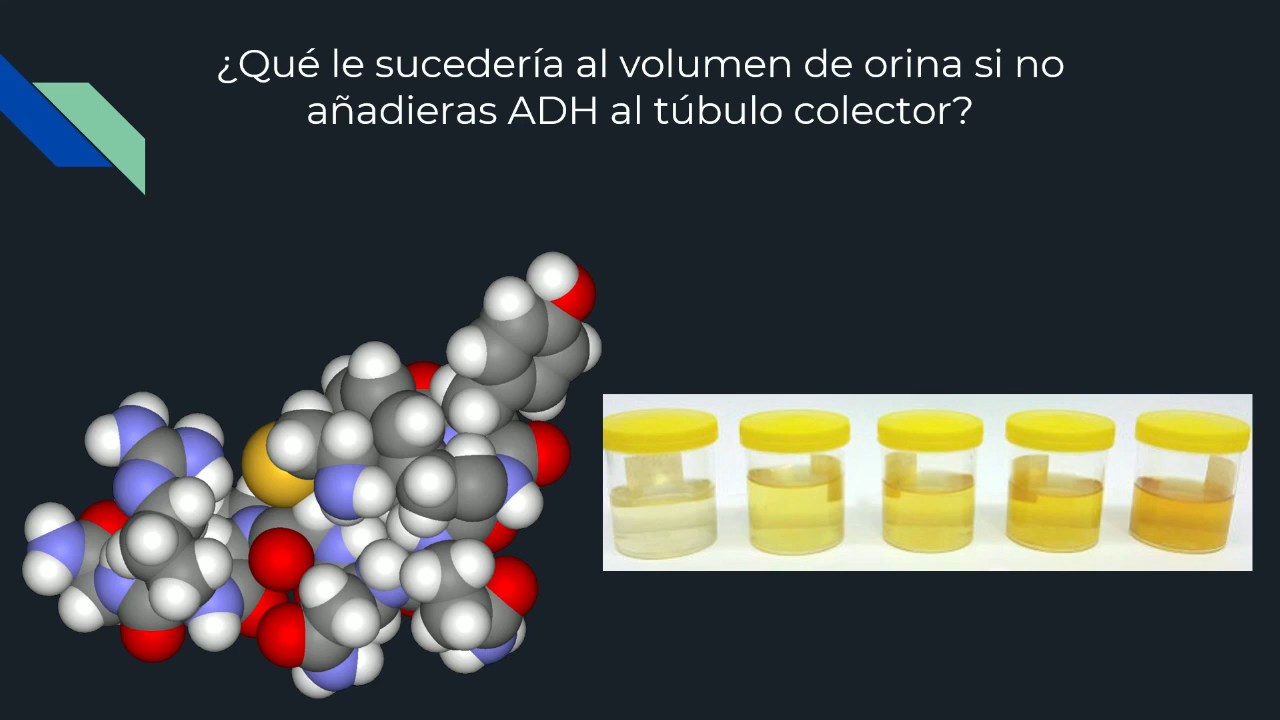 ¿Qué le sucedería al volumen de orina si no
añadieras ADH al túbulo colector?